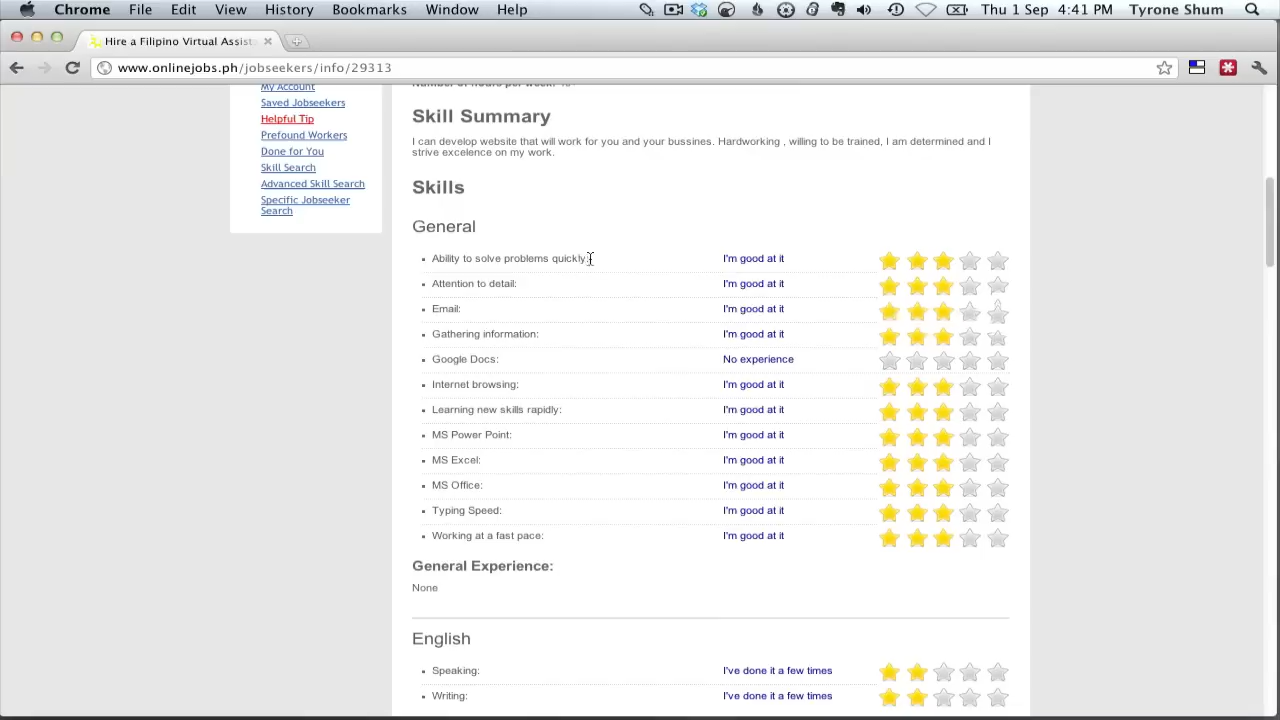 Chrome File Edit View History Bookmarks Window Help Thu 1 Sep 4:41 PM Tyrone Shum
Hire a Filipino Virtual Assist
www.onlinejobs.ph/jobseekers/info/29313
My Account
Saved Jobseekers
Helpful Tip
Prefound Workers
Done for You
Skill Search
Advanced Skill Search
Specific Jobseeker
Search
Number of hours per week:
Skill Summary
I can develop website that will work for you and your bussines. Hardworking , willing to be trained, I am determined and I
strive excelence on my work.
Skills
General
Ability to solve problems quickly: I'm good at it
Attention to detail: I'm good at it
Email: I'm good at it
Gathering information: I'm good at it
Google Docs: No experience
Internet browsing: I'm good at it
Learning new skills rapidly: I'm good at it
MS Power Point: I'm good at it
MS Excel: I'm good at it
MS Office: I'm good at it
Typing Speed: I'm good at it
Working at a fast pace: I'm good at it
General Experience:
None
English
Speaking: I've done it a few times
Writing: I've done it a few times